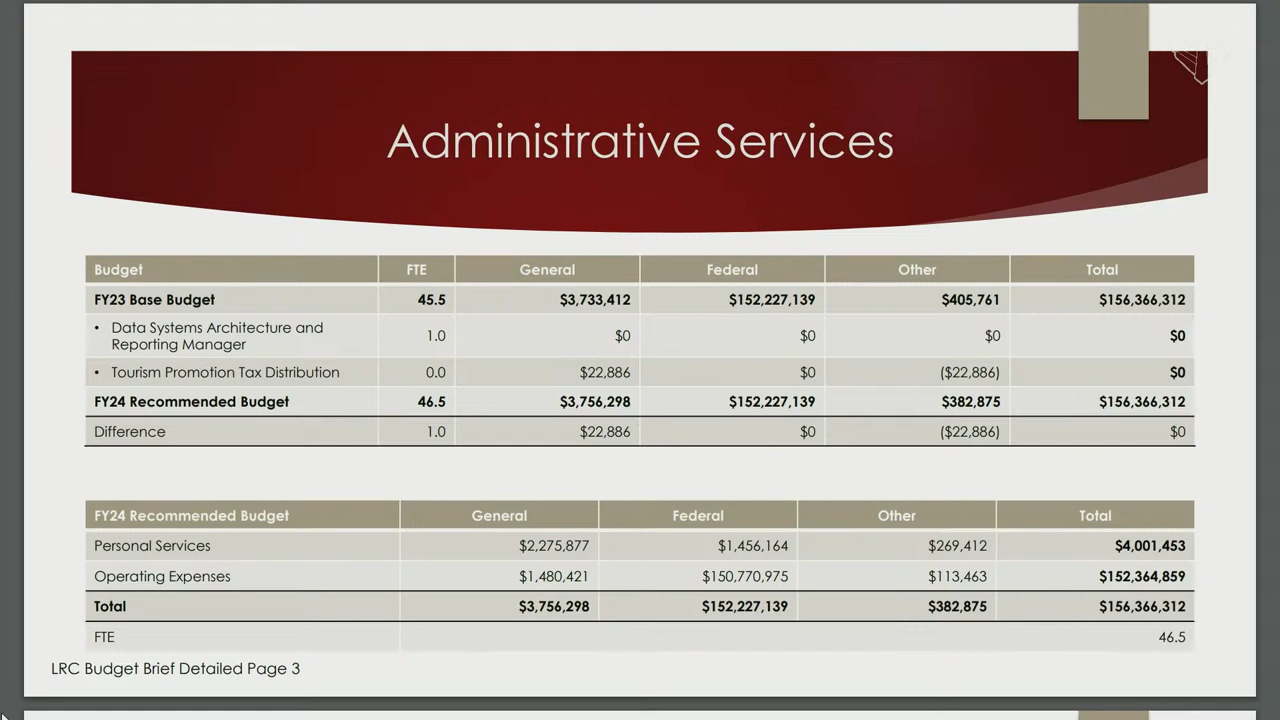 Administrative Services
Budget FTE General Federal Other Total
FY23 Base Budget 45.5 $3,733,412 $152,227,139 $405,761 $156,366,312
• Data Systems Architecture and
Reporting Manager 1.0 $0 $0 $0 $0
• Tourism Promotion Tax Distribution 0.0 $22,886 $0 ($22,886) $0
FY24 Recommended Budget 46.5 $3,756,298 $152,227,139 $382,875 $156,366,312
Difference 1.0 $22,886 $0 ($22,886) $0
FY24 Recommended Budget General Federal Other Total
Personal Services $2,275,877 $1,456,164 $269,412 $4,001,453
Operating Expenses $1,480,421 $150,770,975 $113,463 $152,364,859
Total $3,756,298 $152,227,139 $382,875 $156,366,312
FTE 46.5
LRC Budget Brief Detailed Page 3